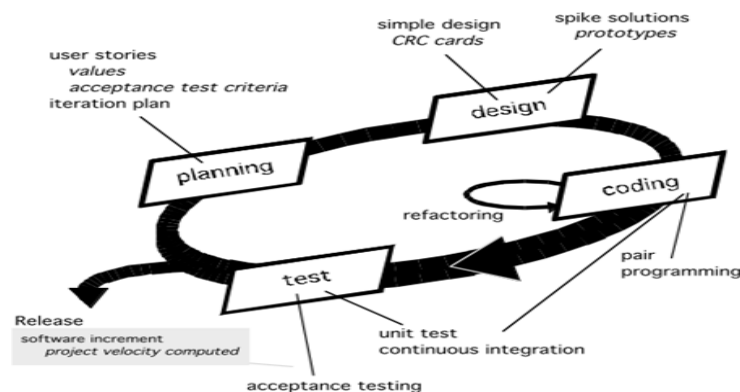 simple design
CRC cards
spike solutions
prototypes
user stories
values
acceptance test criteria
iteration plan
design
planning
coding
refactoring
test
pair
programming
Release
software increment
project velocity computed
unit test
continuous integration
acceptance testing